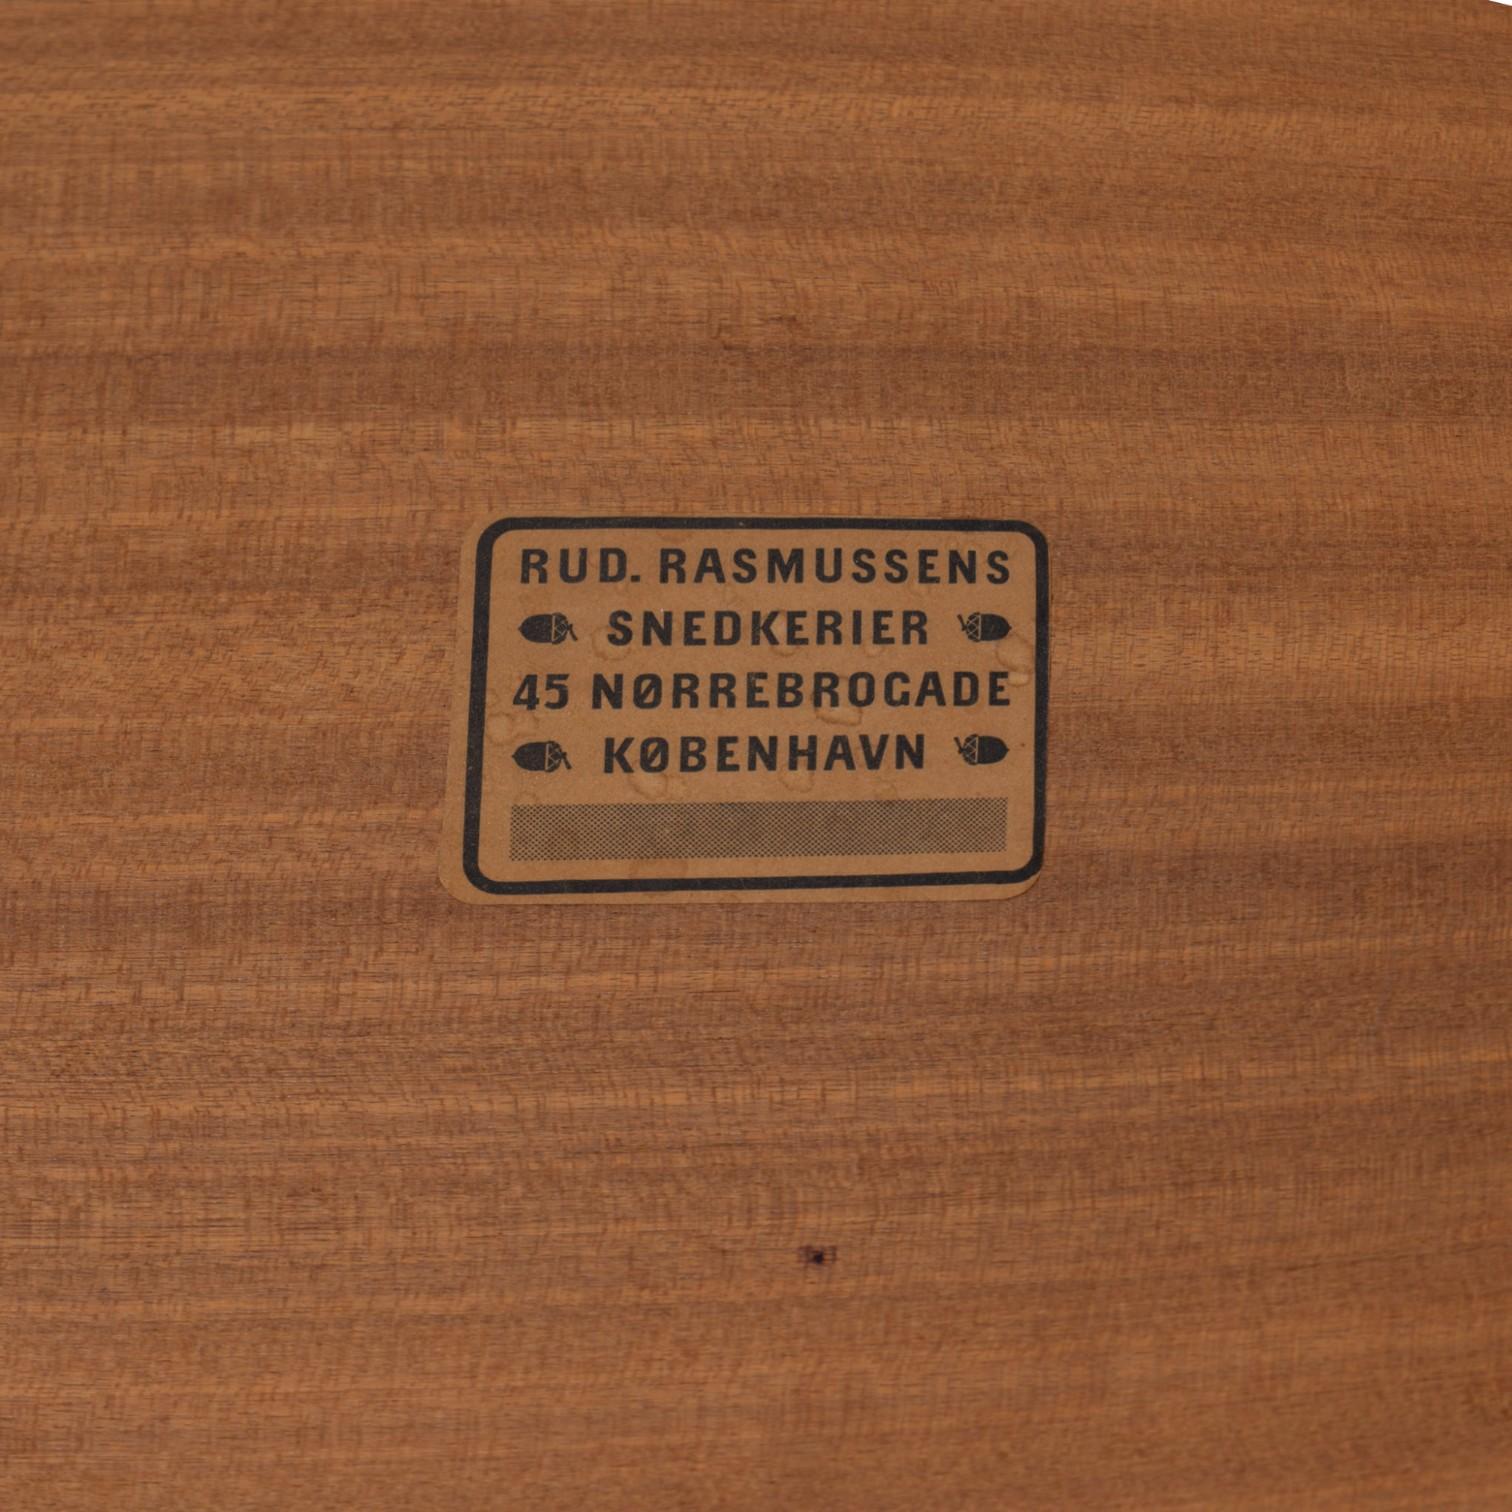 RUD. RASMUSSENS
SNEDKERIER
45 NØRREBROGADE
KØBENHAVN